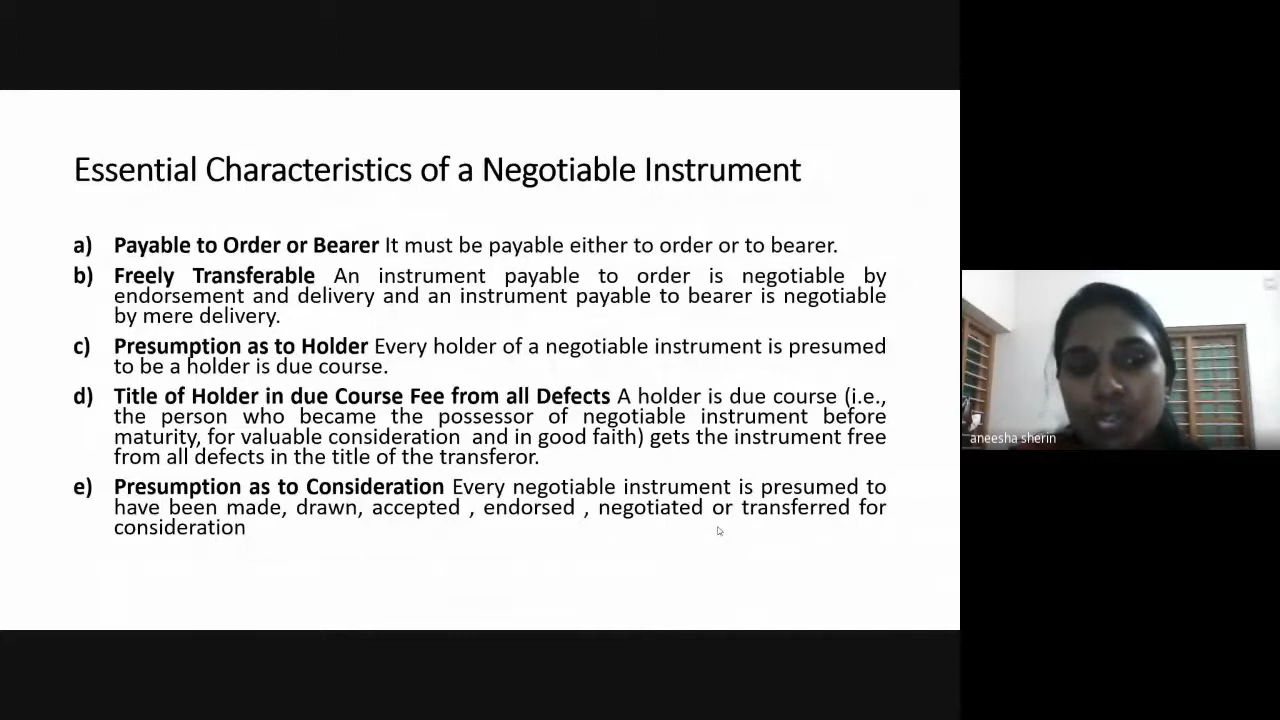 Essential Characteristics of a Negotiable Instrument
a) Payable to Order or Bearer It must be payable either to order or to bearer.
b) Freely Transferable An instrument payable to order is negotiable by
endorsement and delivery and an instrument payable to bearer is negotiable
by mere delivery.
c) Presumption as to Holder Every holder of a negotiable instrument is presumed
to be a holder is due course.
d) Title of Holder in due Course Fee from all Defects A holder is due course (i.e.,
the person who became the possessor of negotiable instrument before
maturity, for valuable consideration and in good faith) gets the instrument free
from all defects in the title of the transferor.
e) Presumption as to Consideration Every negotiable instrument is presumed to
have been made, drawn, accepted , endorsed , negotiated or transferred for
consideration
aneesha sherin